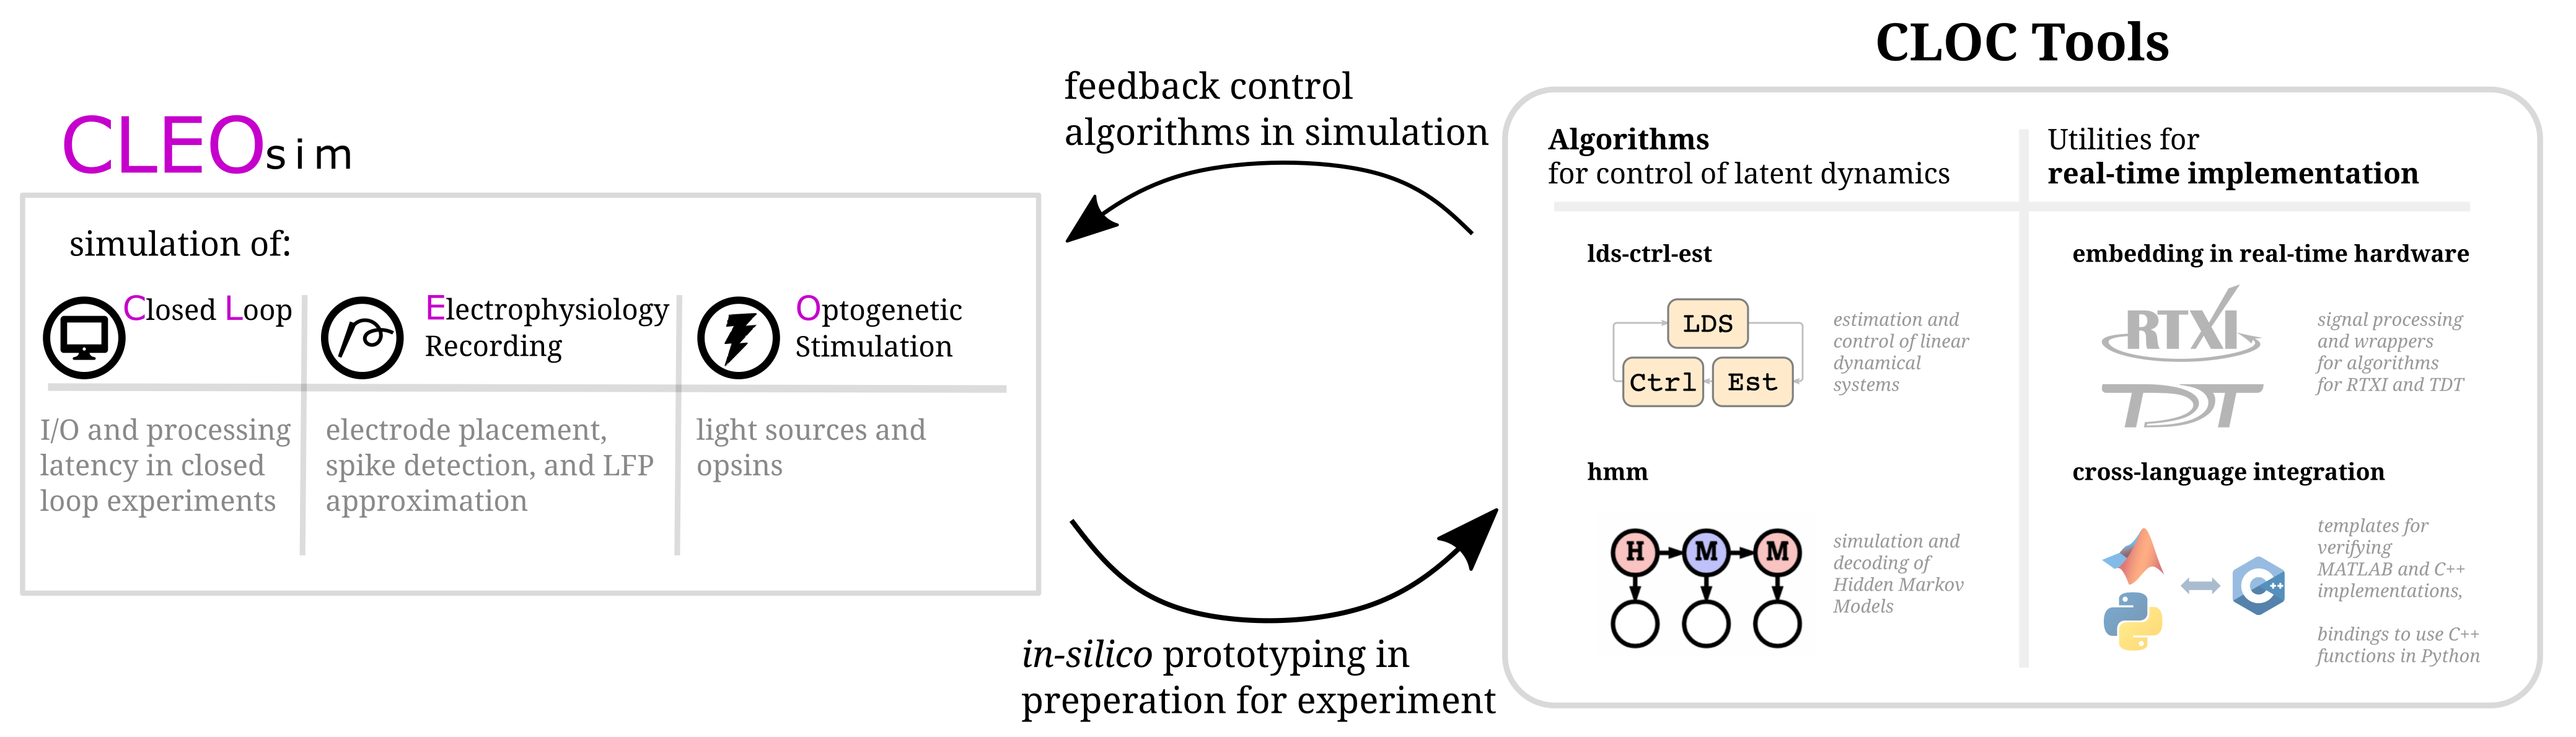 CLOC Tools
CLEOsim
simulation of:
Closed Loop
I/O and processing
latency in closed
loop experiments
Electrophysiology
Recording
electrode placement,
spike detection, and LFP
approximation
Optogenetic
Stimulation
light sources and
opsins
feedback control
algorithms in simulation
in-silico prototyping in
preperation for experiment
Algorithms
for control of latent dynamics
lds-ctrl-est
LDS
Ctrl
Est
estimation and
control of linear
dynamical
systems
hmm
H
M
M
simulation and
decoding of
Hidden Markov
Models
Utilities for
real-time implementation
embedding in real-time hardware
RTXI
TDT
signal processing
and wrappers
for algorithms
for RTXI and TDT
cross-language integration
C++
templates for
verifying
MATLAB and C++
implementations,
bindings to use C++
functions in Python